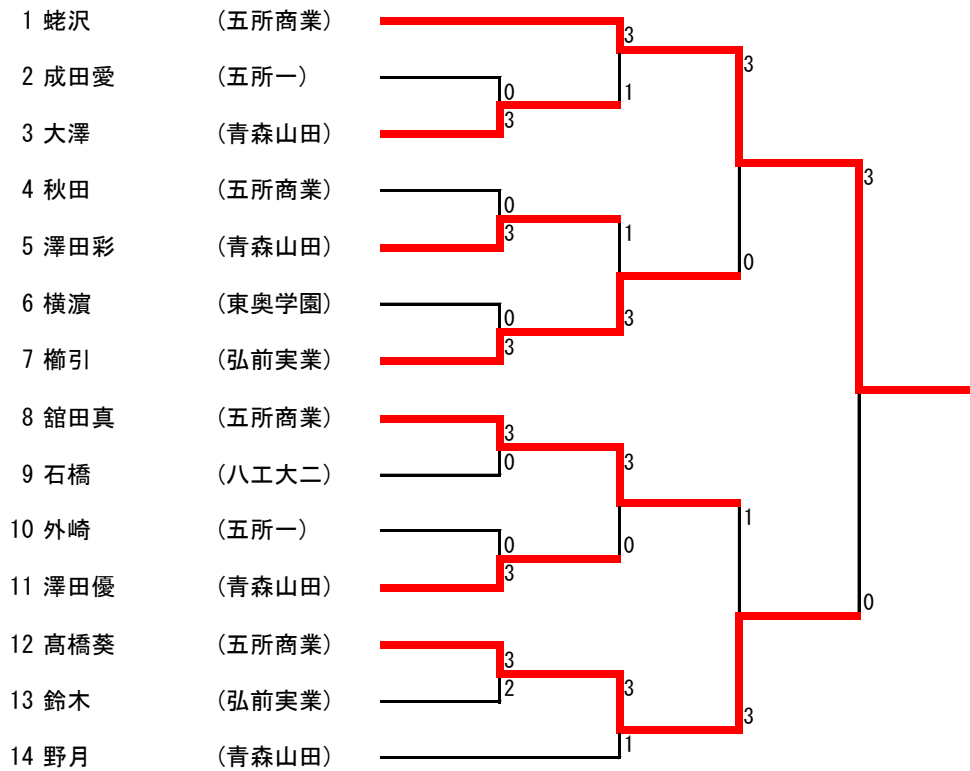 1 蛯沢 (五所商業)
3
3
2 成田愛 (五所一)
0
1
3
3 大澤 (青森山田)
3
4 秋田 (五所商業)
0
1
3
5 澤田彩 (青森山田)
0
6 横濵 (東奥学園)
0
3
3
7 櫛引 (弘前実業)
8 舘田真 (五所商業)
3
0
3
9 石橋 (八工大二)
1
10 外崎 (五所一)
0
3
0
11 澤田優 (青森山田)
0
12 髙橋葵 (五所商業)
3
2
3
13 鈴木 (弘前実業)
3
1
14 野月 (青森山田)